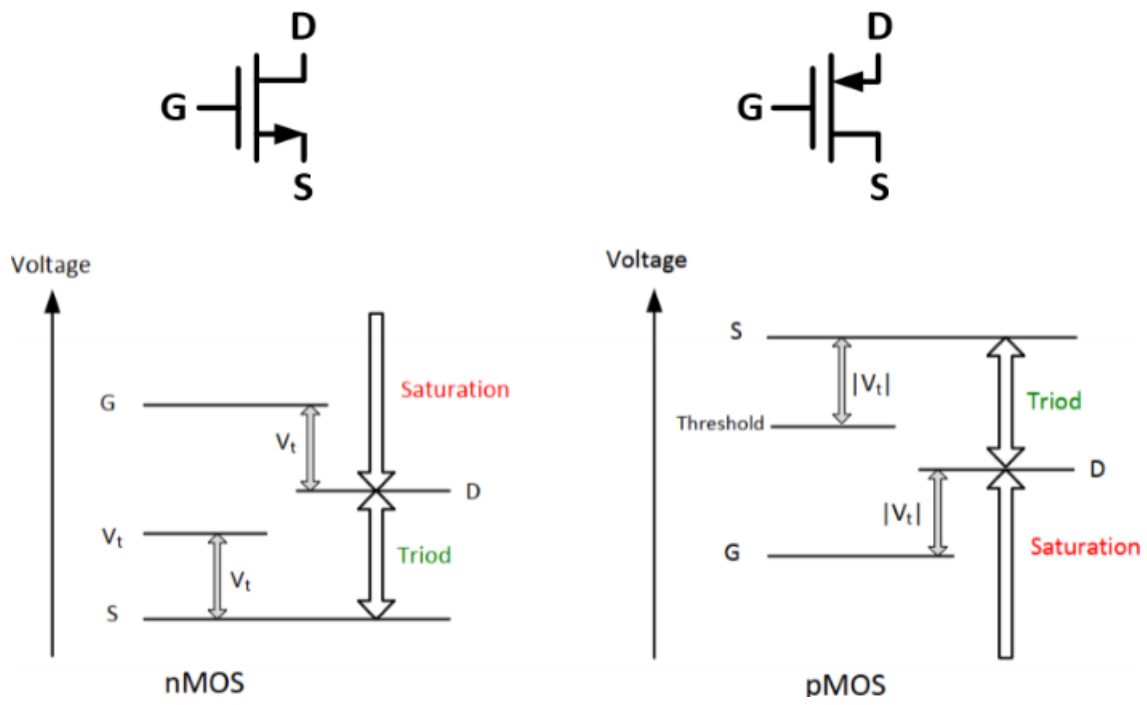 D
G
S
D
G
S
Voltage
G
Vₜ
Saturation
D
Vₜ
Vₜ
Triod
S
nMOS
Voltage
S
|Vₜ|
Threshold
Triod
D
|Vₜ|
G
Saturation
pMOS